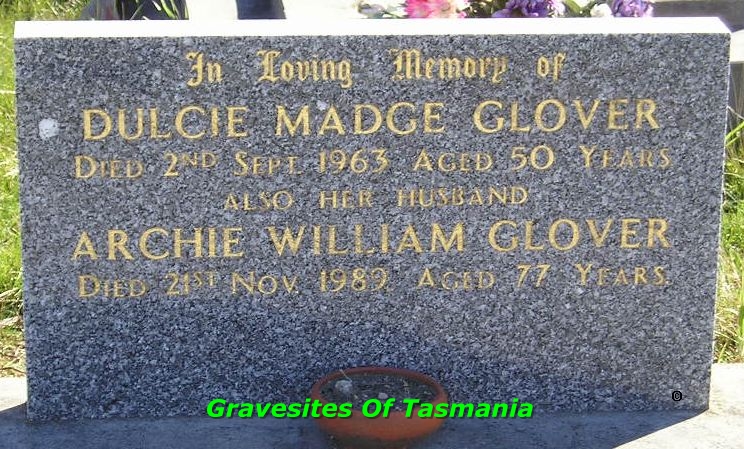 In Loving Memory of
DULCIE MADGE GLOVER
DIED 2ND SEPT. 1963 AGED 50 YEARS
ALSO HER HUSBAND
ARCHIE WILLIAM GLOVER
DIED 21ST NOV. 1989. AGED 77 YEARS.
Gravesites Of Tasmania